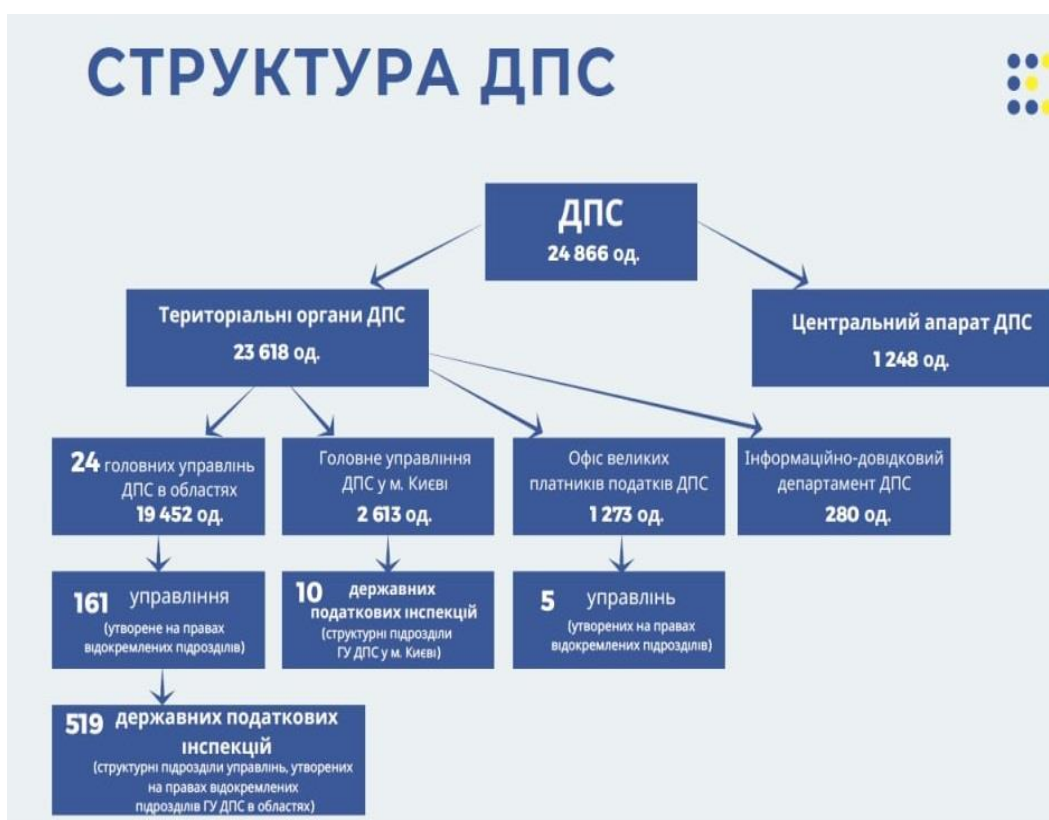 СТРУКТУРА ДПС
ДПС
24 866 од.
Територіальні органи ДПС
23 618 од.
Центральний апарат ДПС
1 248 од.
24 головних управлінь
ДПС в областях
19 452 од.
Головне управління
ДПС у м. Києві
2 613 од.
Офіс великих
платників податків ДПС
1 273 од.
Інформаційно-довідковий
департамент ДПС
280 од.
161 управління
(утворене на правах
відокремлених підрозділів)
10 державних
податкових інспекцій
(структурні підрозділи
ГУ ДПС у м. Києві)
5 управлінь
(утворених на правах
відокремлених підрозділів)
519 державних податкових
інспекцій
(структурні підрозділи управлінь, утворених
на правах відокремлених
підрозділів ГУ ДПС в областях)